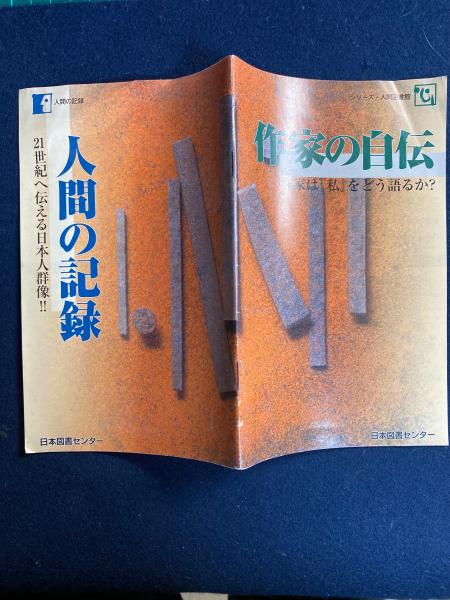 人間の記録
人間の記録
21世紀へ伝える日本人群像!!
日本図書センター
シリーズ・人間図書館
作家の自伝
家は「私」をどう語るか?
日本図書センター